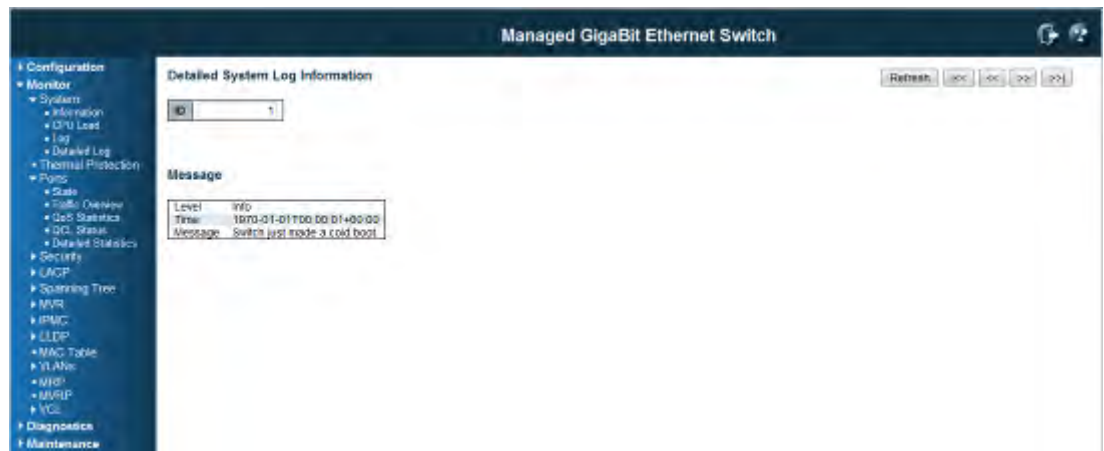 Managed GigaBit Ethernet Switch
Configuration
Monitor
System
Information
CPU Load
Log
Detailed Log
Thermal Protection
Ports
State
Traffic Overview
QoS Statistics
QCL Status
Detailed Statistics
Security
LACP
Spanning Tree
MVR
IPMC
LLDP
MAC Table
VLANs
MRP
MVRP
VCL
Diagnostics
Maintenance
Detailed System Log Information
Refresh |<< << >> >>|
ID 1
Message
Level Info
Time 1970-01-01T00:00:01+00:00
Message Switch just made a cold boot.